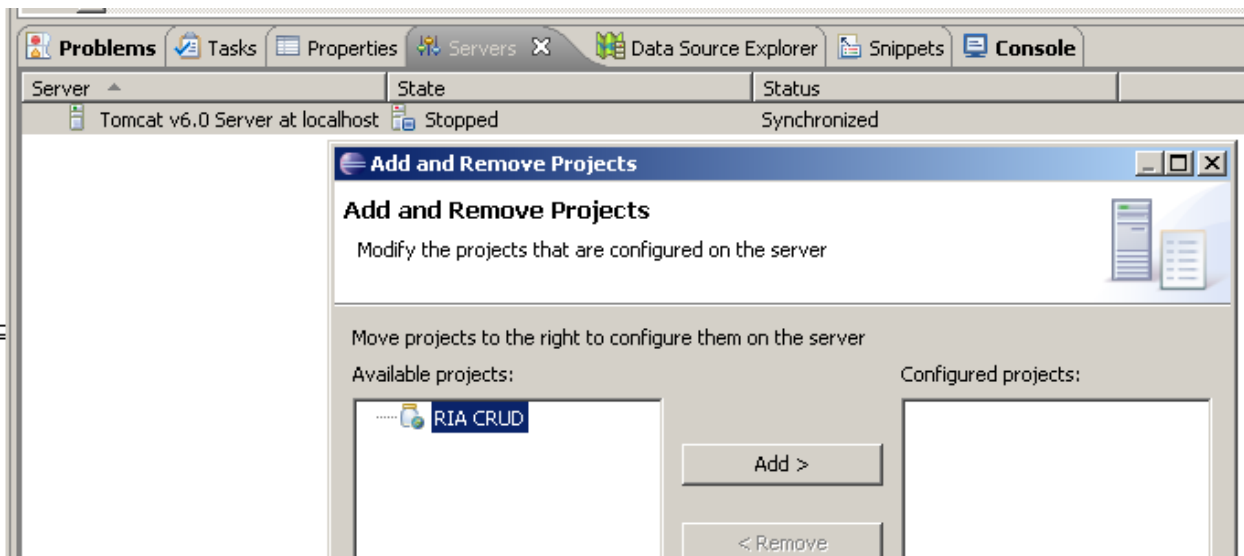 Problems Tasks Properties Servers Data Source Explorer Snippets Console
Server State Status
Tomcat v6.0 Server at localhost Stopped Synchronized
Add and Remove Projects
Add and Remove Projects
Modify the projects that are configured on the server
Move projects to the right to configure them on the server
Available projects: Configured projects:
RIA CRUD
Add >
< Remove